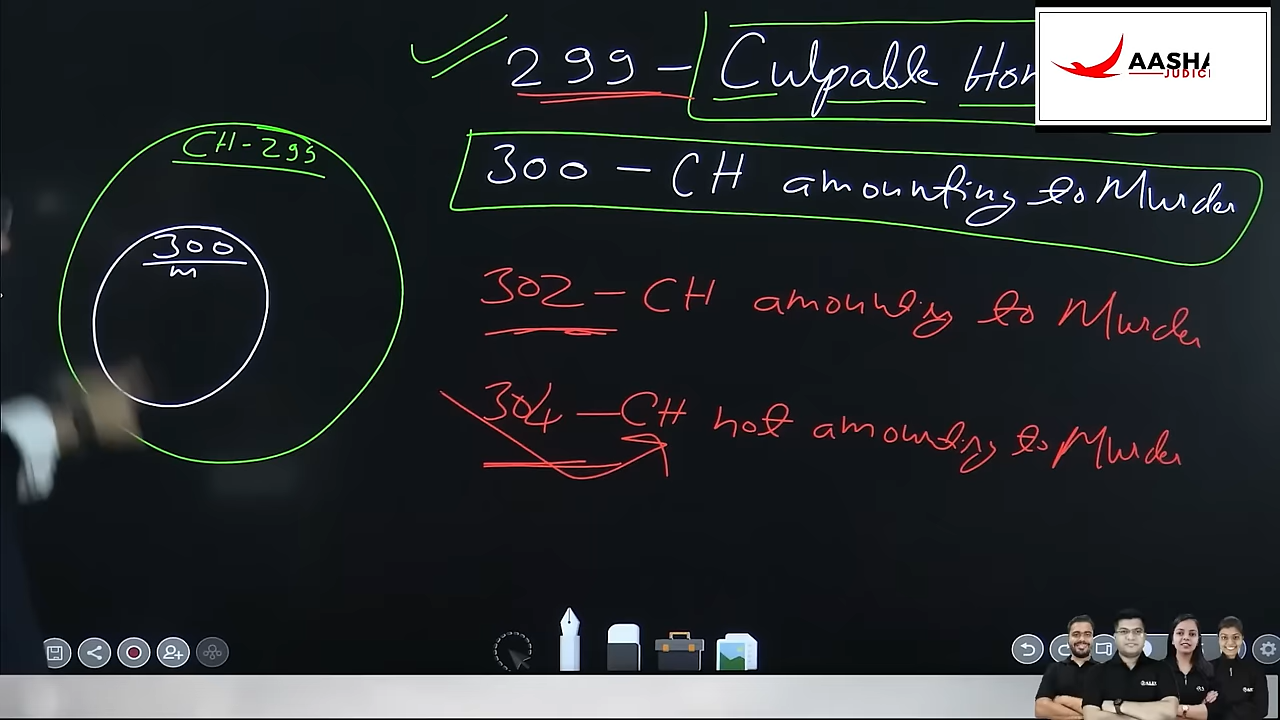 299 - Culpable Hom
AASHA
JUDICI
CH - 299
300 - CH amounting to Murder
300
m
302 - CH amounting to Murder
304 - CH not amounting to Murder